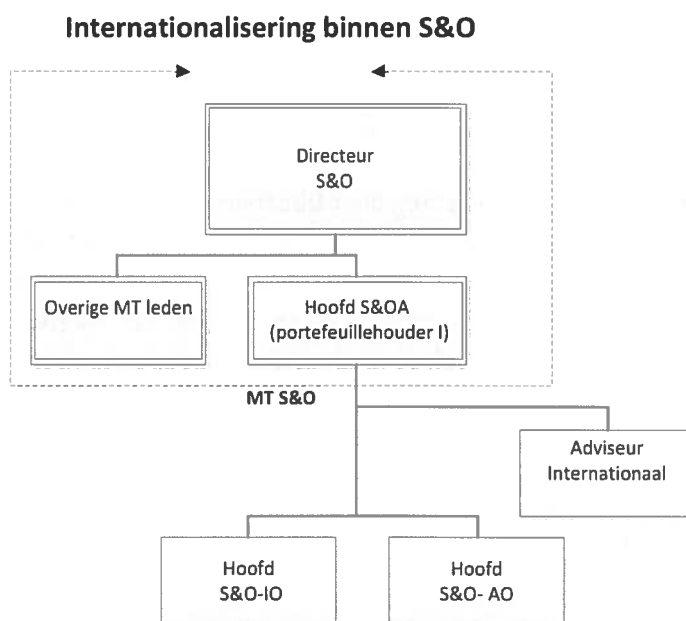 Internationalisering binnen S&O
Directeur
S&O
Overige MT leden
Hoofd S&OA
(portefeuillehouder I)
MT S&O
Adviseur
Internationaal
Hoofd
S&O-IO
Hoofd
S&O- AO